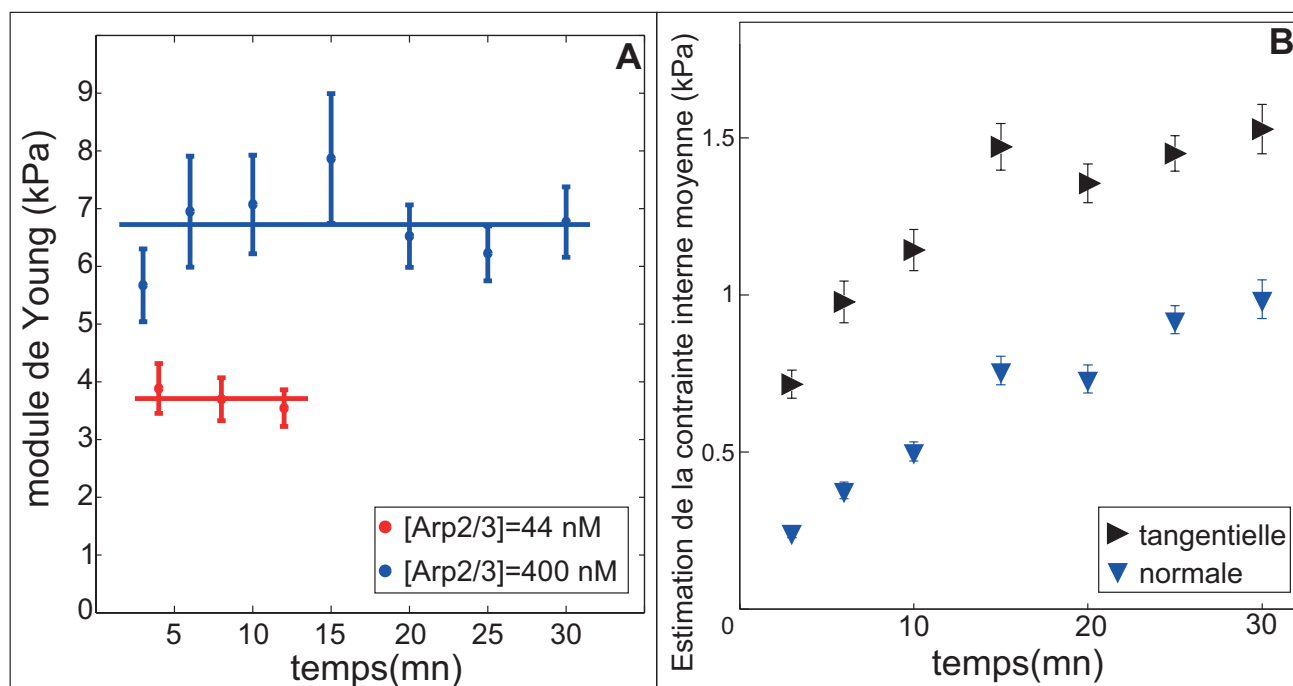 A
module de Young (kPa)
9
8
7
6
5
4
3
2
1
0
5 10 15 20 25 30
temps(mn)
[Arp2/3]=44 nM
[Arp2/3]=400 nM
B
Estimation de la contrainte interne moyenne (kPa)
1.5
1
0.5
0 10 20 30
temps(mn)
tangentielle
normale